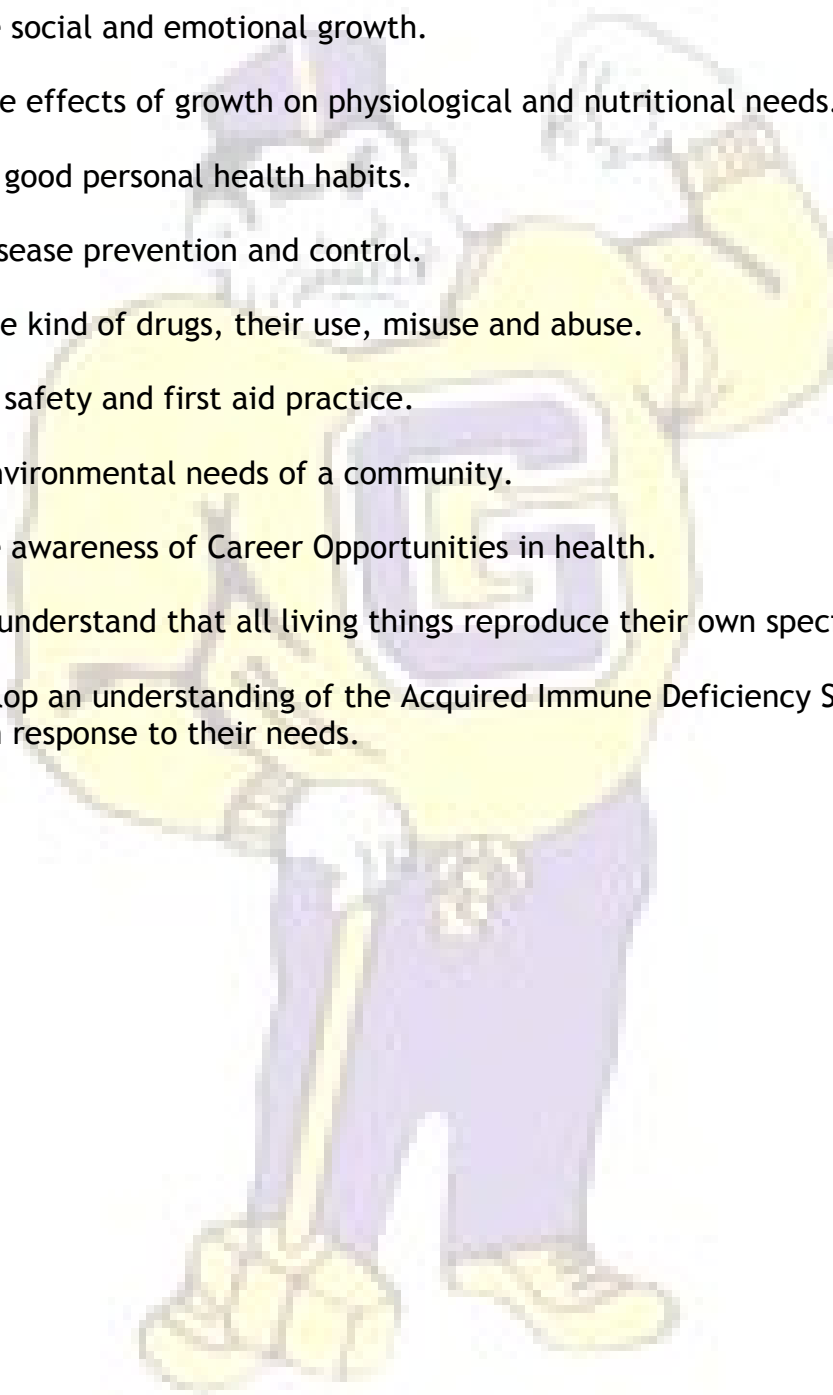 social and emotional growth.
e effects of growth on physiological and nutritional needs.
good personal health habits.
sease prevention and control.
e kind of drugs, their use, misuse and abuse.
safety and first aid practice.
vironmental needs of a community.
awareness of Career Opportunities in health.
understand that all living things reproduce their own speci
lop an understanding of the Acquired Immune Deficiency S
response to their needs.
G